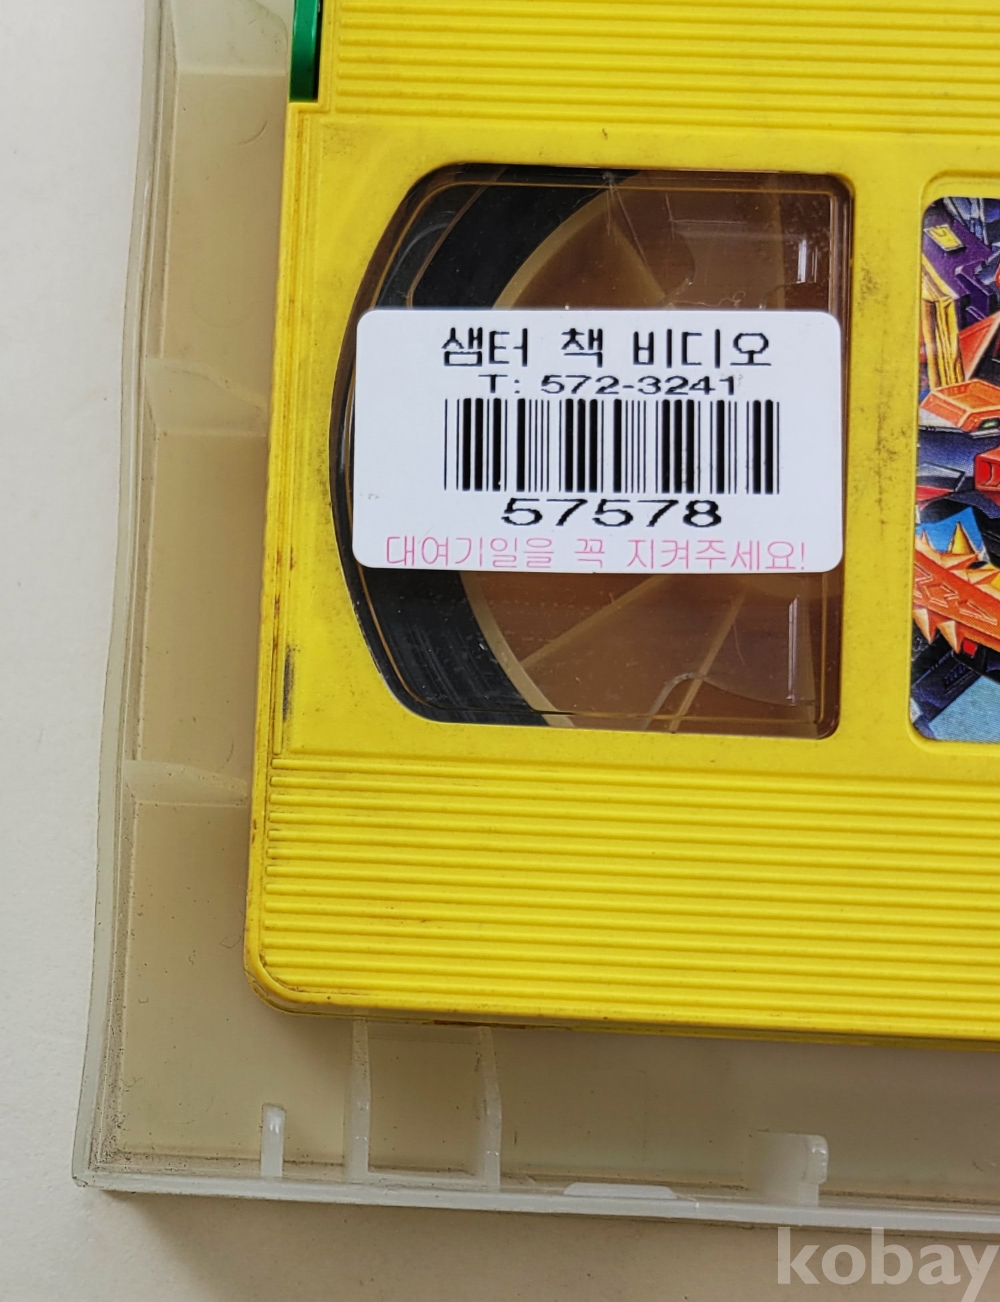 샘터 책 비디오
T: 572-3241
57578
대여기일을 꼭 지켜주세요!
kobay